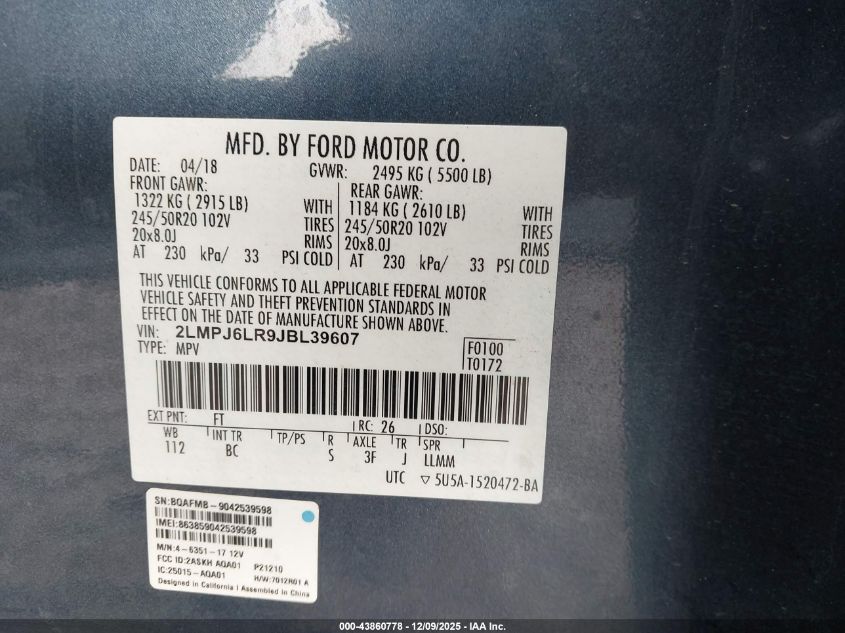 MFD. BY FORD MOTOR CO.
DATE: 04/18 GVWR: 2495 KG ( 5500 LB)
FRONT GAWR: REAR GAWR:
1322 KG ( 2915 LB) WITH 1184 KG ( 2610 LB) WITH
245/50R20 102V TIRES 245/50R20 102V TIRES
20x8.0J RIMS 20x8.0J RIMS
AT 230 kPa/ 33 PSI COLD AT 230 kPa/ 33 PSI COLD
THIS VEHICLE CONFORMS TO ALL APPLICABLE FEDERAL MOTOR
VEHICLE SAFETY AND THEFT PREVENTION STANDARDS IN
EFFECT ON THE DATE OF MANUFACTURE SHOWN ABOVE.
VIN: 2LMPJ6LR9JBL39607
TYPE: MPV F0100
T0172
EXT PNT: FT RC: 26 DSO:
WB INT TR TP/PS R AXLE TR SPR
112 BC S 3F J LLMM
UTC ▽ 5U5A-1520472-BA
SN:BQAFMB-9042539598
IMEI:863859042539598
M/N:4-6351-17 12V
FCC ID:2ASKH AQA01 P21210
IC:25015-AQA01 H/W:7012R01 A
Designed in California | Assembled in China
000-43860778 - 12/09/2025 - IAA Inc.